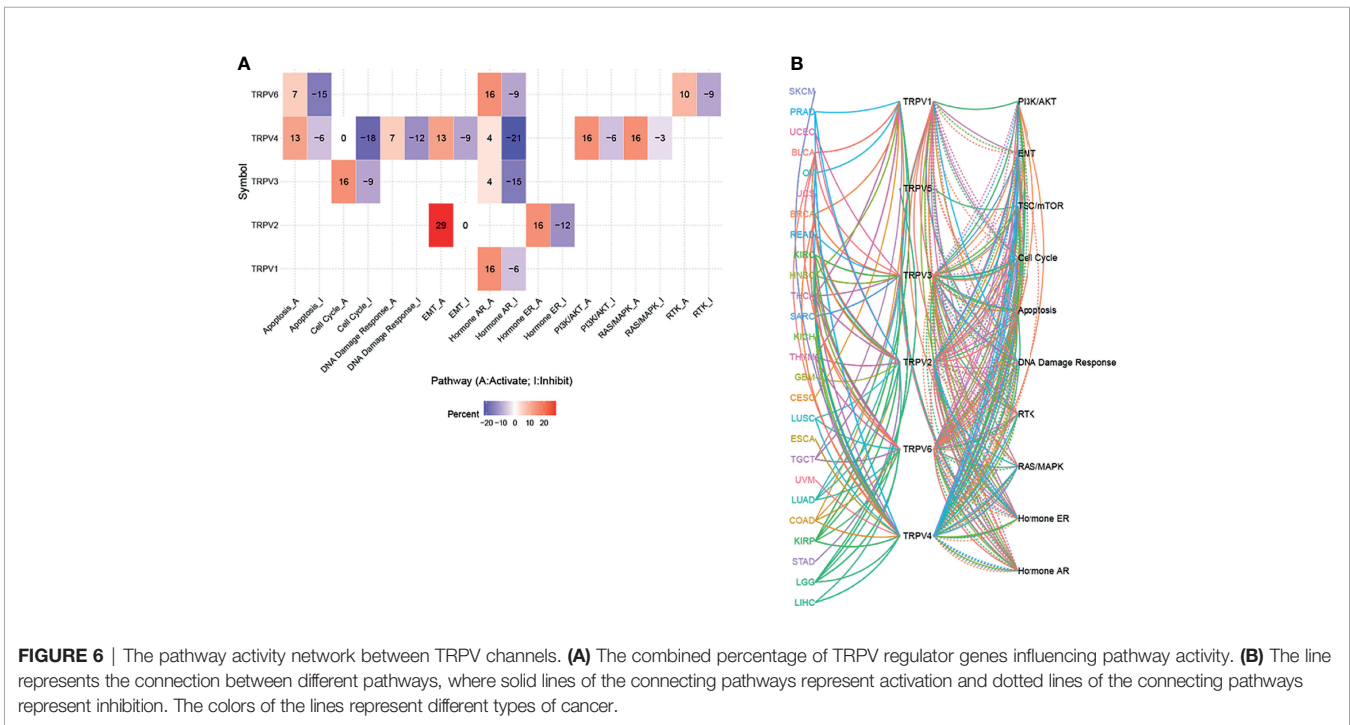 A
TRPV6
7
−15
16
−9
10
−9
TRPV4
13
−6
0
−18
7
−12
13
−9
4
−21
16
−6
16
−3
TRPV3
16
−9
4
−15
TRPV2
29
0
16
−12
TRPV1
16
−6
Symbol
Apoptosis_A
Apoptosis_I
Cell Cycle_A
Cell Cycle_I
DNA Damage Response_A
DNA Damage Response_I
EMT_A
EMT_I
Hormone AR_A
Hormone AR_I
Hormone ER_A
Hormone ER_I
PI3K/AKT_A
PI3K/AKT_I
RAS/MAPK_A
RAS/MAPK_I
RTK_A
RTK_I
Pathway (A:Activate; I:Inhibit)
Percent
−20 −10 0 10 20
B
SKCM
PRAD
UCEC
BLCA
OV
UCS
BRCA
READ
KIRC
HNSC
THCA
SARC
KICH
THYM
GBM
CESC
LUSC
ESCA
TGCT
UVM
LUAD
COAD
KIRP
STAD
LGG
LIHC
TRPV1
TRPV5
TRPV3
TRPV2
TRPV6
TRPV4
PI3K/AKT
EMT
TSC/mTOR
Cell Cycle
Apoptosis
DNA Damage Response
RTK
RAS/MAPK
Hormone ER
Hormone AR
FIGURE 6 | The pathway activity network between TRPV channels. (A) The combined percentage of TRPV regulator genes influencing pathway activity. (B) The line
represents the connection between different pathways, where solid lines of the connecting pathways represent activation and dotted lines of the connecting pathways
represent inhibition. The colors of the lines represent different types of cancer.